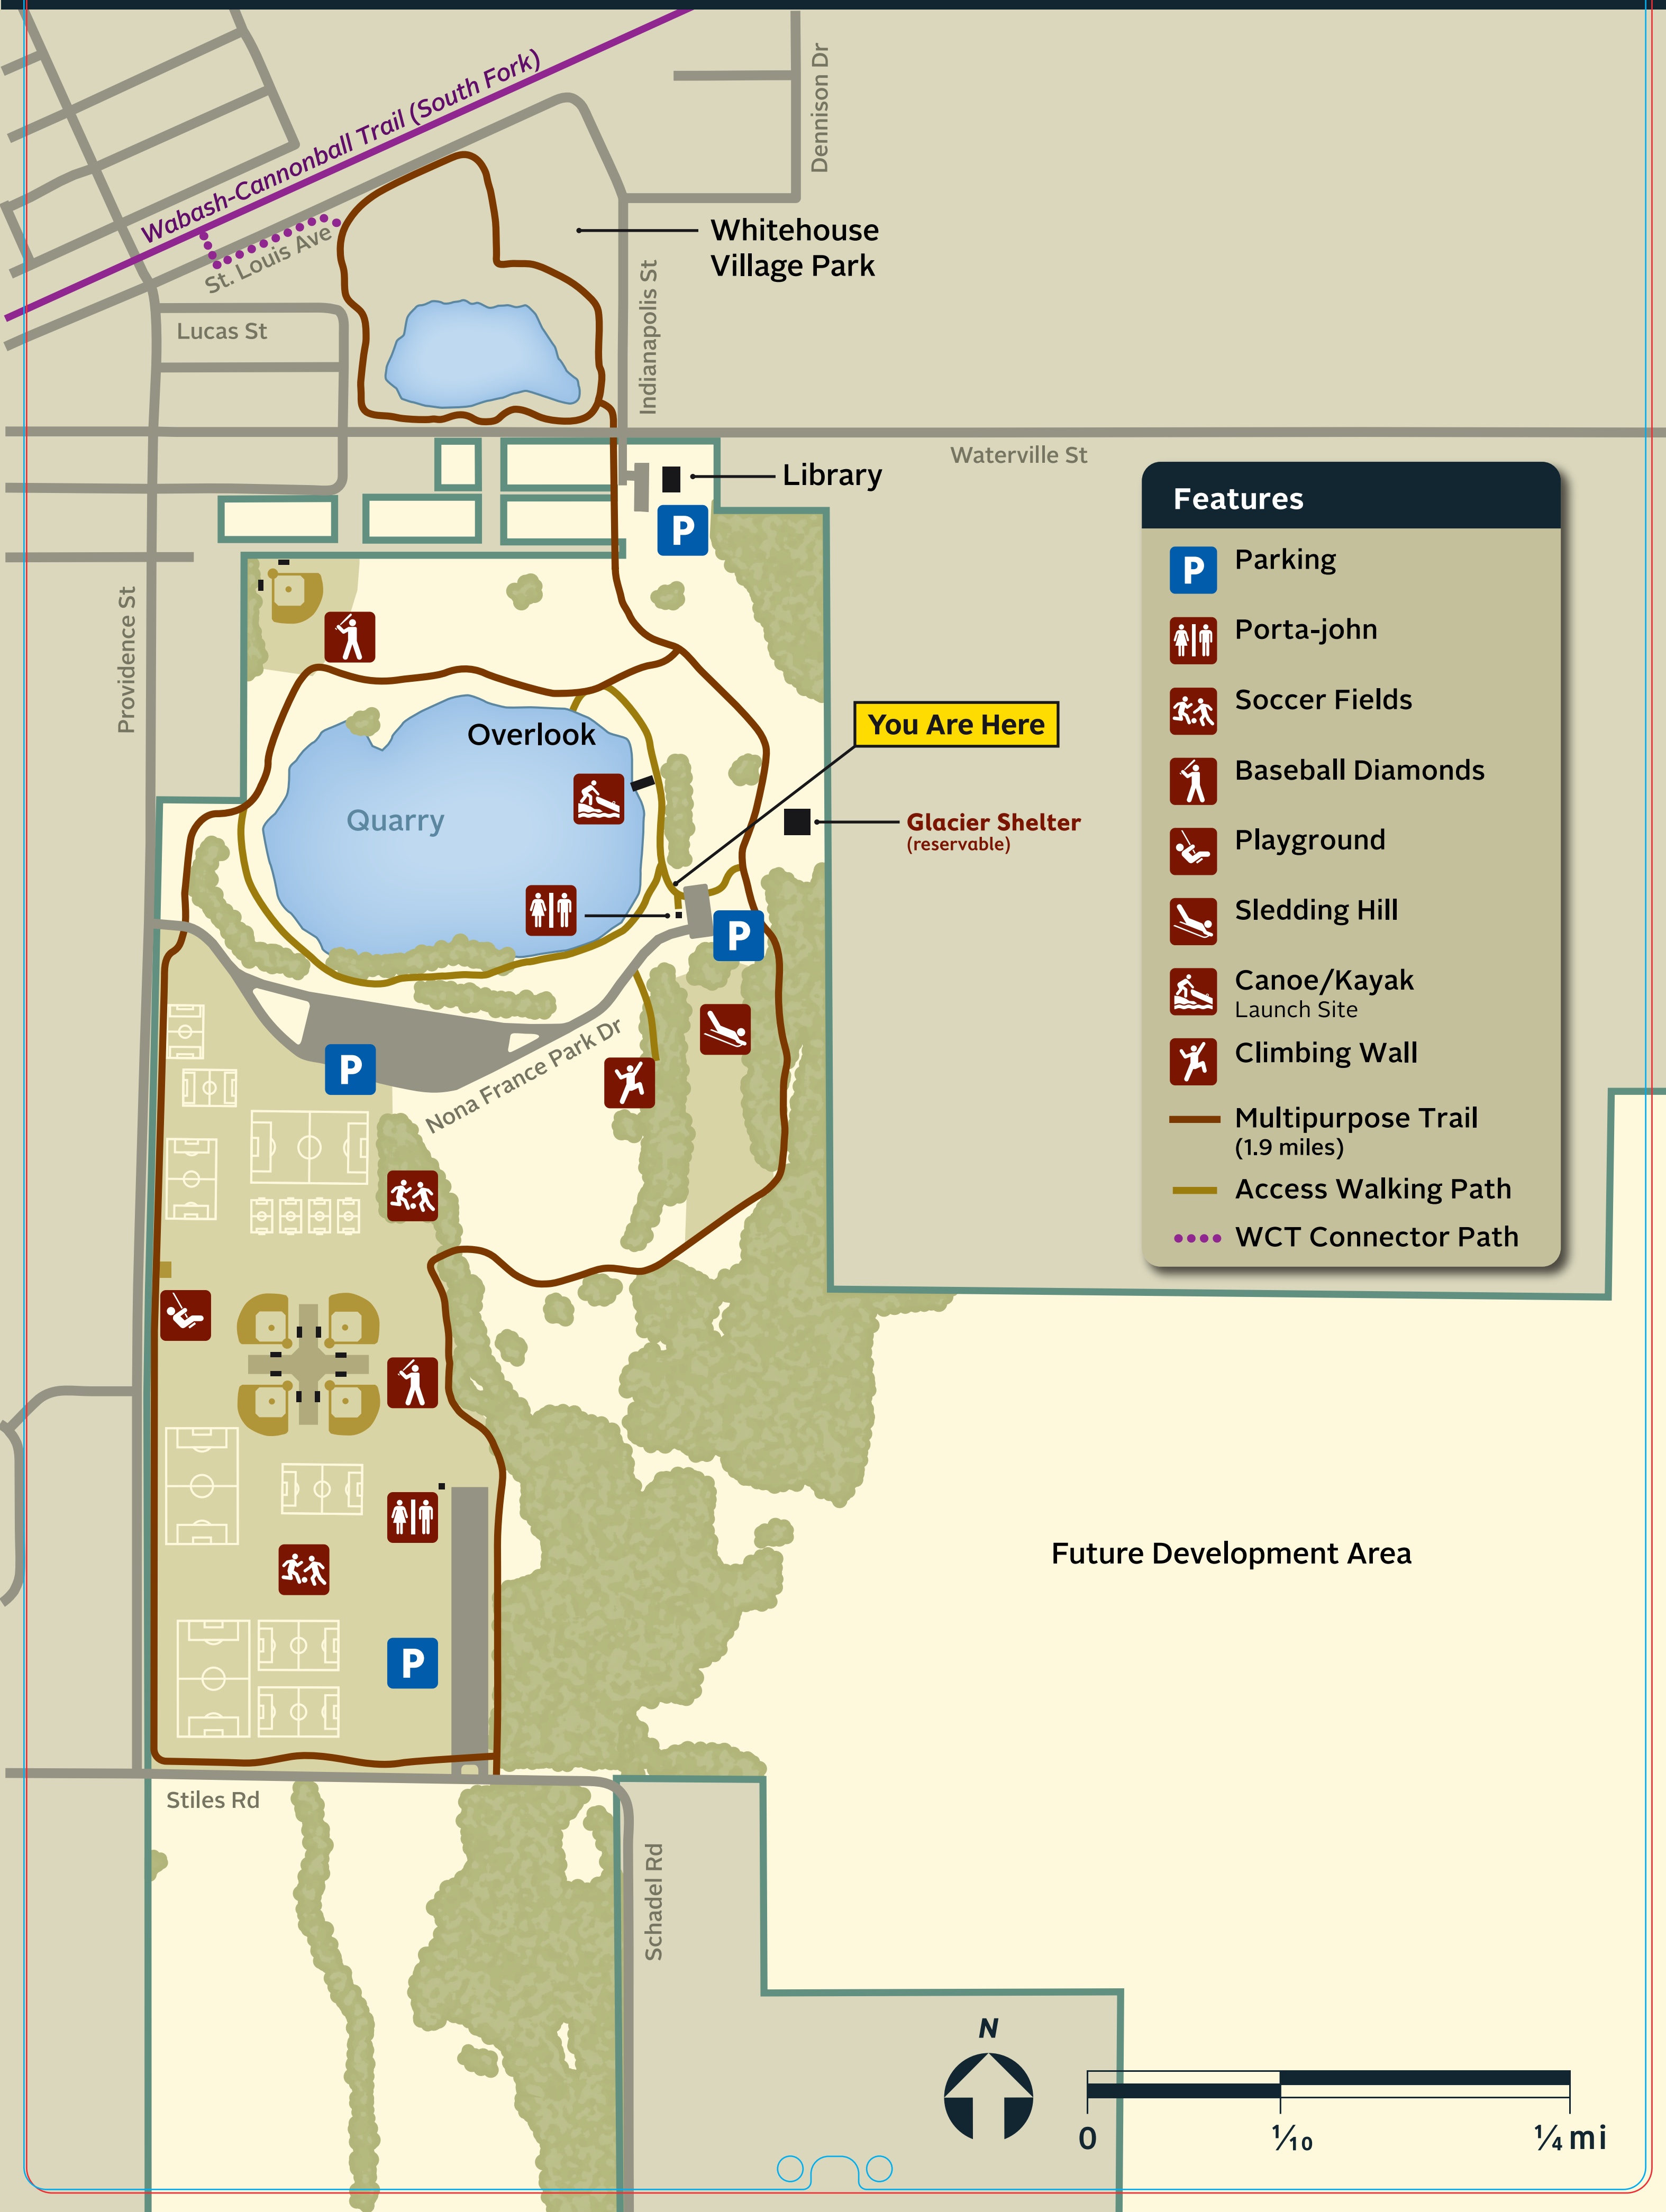 Dennison Dr
Wabash-Cannonball Trail (South Fork)
St. Louis Ave
Whitehouse
Village Park
Indianapolis St
Lucas St
Waterville St
Library
P
Providence St
Overlook
Quarry
You Are Here
Glacier Shelter
(reservable)
P
Nona France Park Dr
P
Features
P Parking
Porta-john
Soccer Fields
Baseball Diamonds
Playground
Sledding Hill
Canoe/Kayak
Launch Site
Climbing Wall
Multipurpose Trail
(1.9 miles)
Access Walking Path
WCT Connector Path
Future Development Area
P
Stiles Rd
Schadel Rd
N
0 1/10 1/4 mi